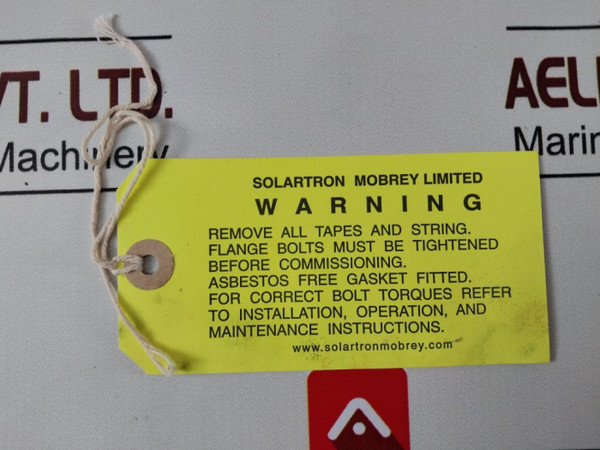 VT. LTD.
Machinery
AELI
Marin
SOLARTRON MOBREY LIMITED
WARNING
REMOVE ALL TAPES AND STRING.
FLANGE BOLTS MUST BE TIGHTENED
BEFORE COMMISSIONING.
ASBESTOS FREE GASKET FITTED.
FOR CORRECT BOLT TORQUES REFER
TO INSTALLATION, OPERATION, AND
MAINTENANCE INSTRUCTIONS.
www.solartronmobrey.com